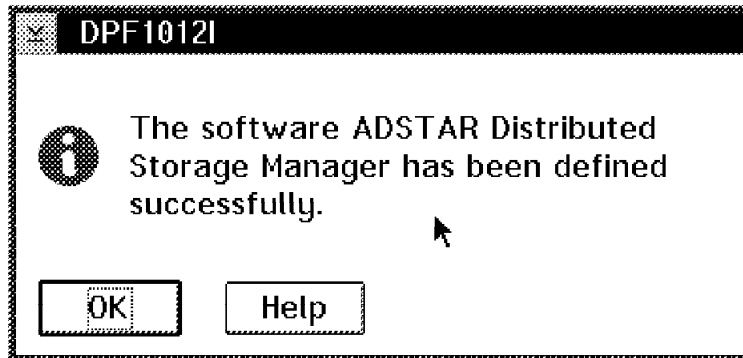 DPF1012I
The software ADSTAR Distributed
Storage Manager has been defined
successfully.
OK
Help